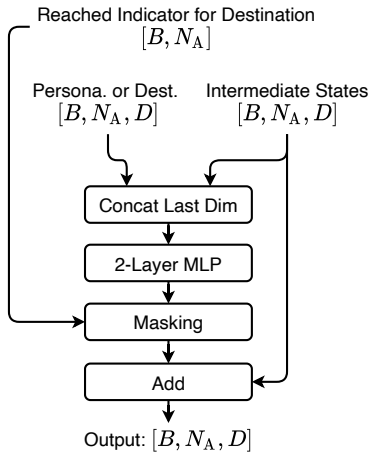 Reached Indicator for Destination
[B, N_A]
Persona. or Dest.
[B, N_A, D]
Intermediate States
[B, N_A, D]
Concat Last Dim
2-Layer MLP
Masking
Add
Output: [B, N_A, D]